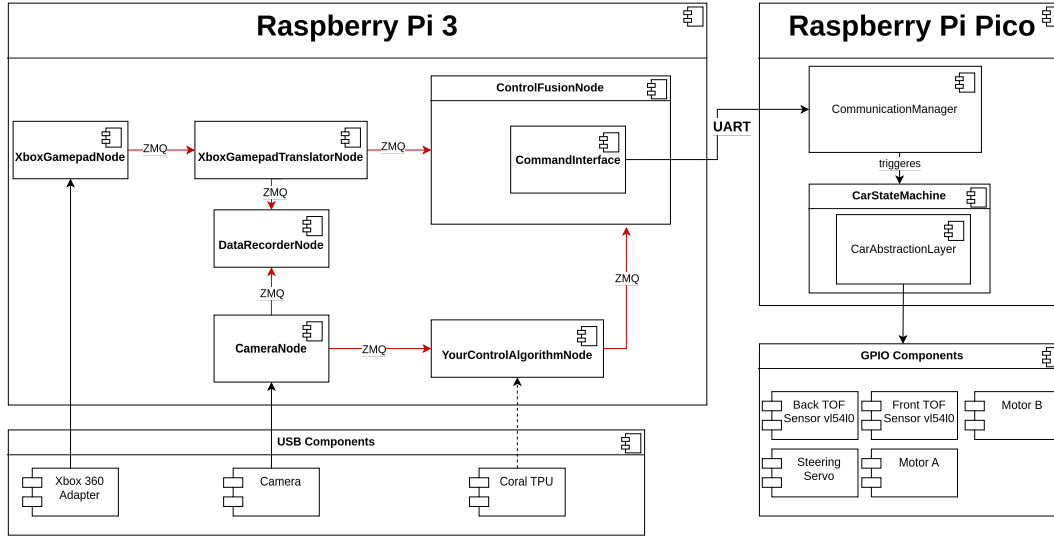 Raspberry Pi 3
Raspberry Pi Pico
ControlFusionNode
CommunicationManager
UART
XboxGamepadNode
ZMQ
XboxGamepadTranslatorNode
ZMQ
CommandInterface
triggeres
ZMQ
CarStateMachine
DataRecorderNode
CarAbstractionLayer
ZMQ
ZMQ
CameraNode
ZMQ
YourControlAlgorithmNode
GPIO Components
Back TOF
Sensor vl54l0
Front TOF
Sensor vl54l0
Motor B
USB Components
Steering
Servo
Motor A
Xbox 360
Adapter
Camera
Coral TPU